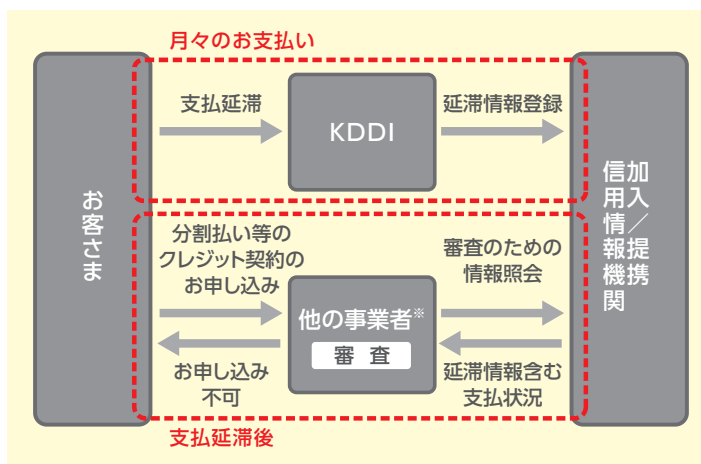 月々のお支払い
お客さま
支払延滞
KDDI
延滞情報登録
加入／提携
信用情報機関
分割払い等の
クレジット契約の
お申し込み
他の事業者※
審査
審査のための
情報照会
お申し込み
不可
延滞情報含む
支払状況
支払延滞後